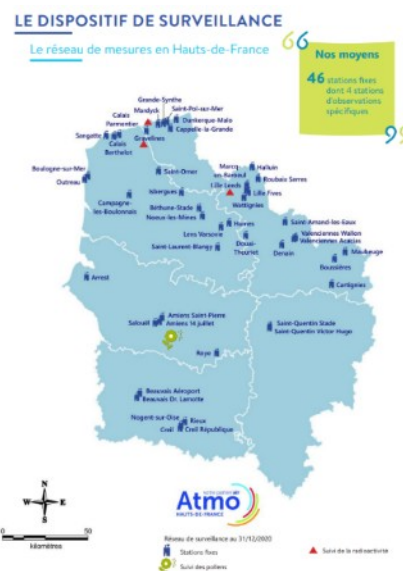 LE DISPOSITIF DE SURVEILLANCE
Le réseau de mesures en Hauts-de-France
Nos moyens
46 stations fixes
dont 4 stations
d'observations
spécifiques
Grande-Synthe
Mardyck
Saint-Pol-sur-Mer
Calais
Parmentier
Dunkerque-Malo
Cappelle-la-Grande
Sangatte
Gravelines
Calais
Berthelot
Boulogne-sur-Mer
Outreau
Saint-Omer
Marcq-
en-Baroeul
Halluin
Roubaix Serres
Lille Leeds
Lille Fives
Wattignies
Isbergues
Campagne-
les-Boulonnais
Béthune-Stade
Noeux-les-Mines
Harnes
Lens Varsovie
Saint-Laurent-Blangy
Douai-
Theuriet
Saint-Amand-les-Eaux
Valenciennes Wallon
Valenciennes Acacias
Denain
Maubeuge
Boussières
Cartignies
Arrest
Amiens Saint-Pierre
Salouël
Amiens 14 juillet
Roye
Saint-Quentin Stade
Saint-Quentin Victor Hugo
Beauvais Aéroport
Beauvais Dr. Lamotte
Nogent-sur-Oise
Rieux
Creil
Creil République
N
W
E
S
0
50
kilomètres
Atmo
HAUTS-DE-FRANCE
Réseau de surveillance au 31/12/2020
Stations fixes
Suivi de la radioactivité
Suivi des pollens